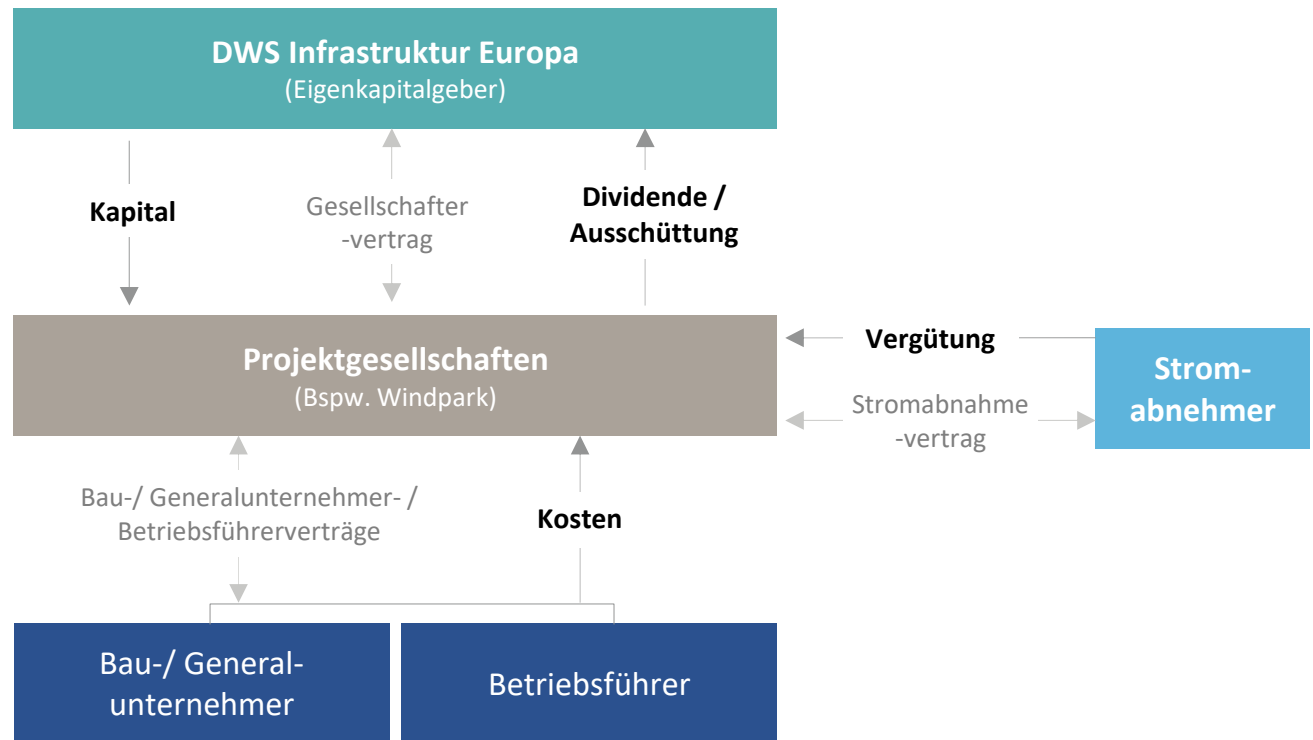 DWS Infrastruktur Europa
(Eigenkapitalgeber)
Kapital
Gesellschafter
-vertrag
Dividende /
Ausschüttung
Projektgesellschaften
(Bspw. Windpark)
Vergütung
Stromabnahme
-vertrag
Strom-
abnehmer
Bau-/ Generalunternehmer- /
Betriebsführerverträge
Kosten
Bau-/ General-
unternehmer
Betriebsführer